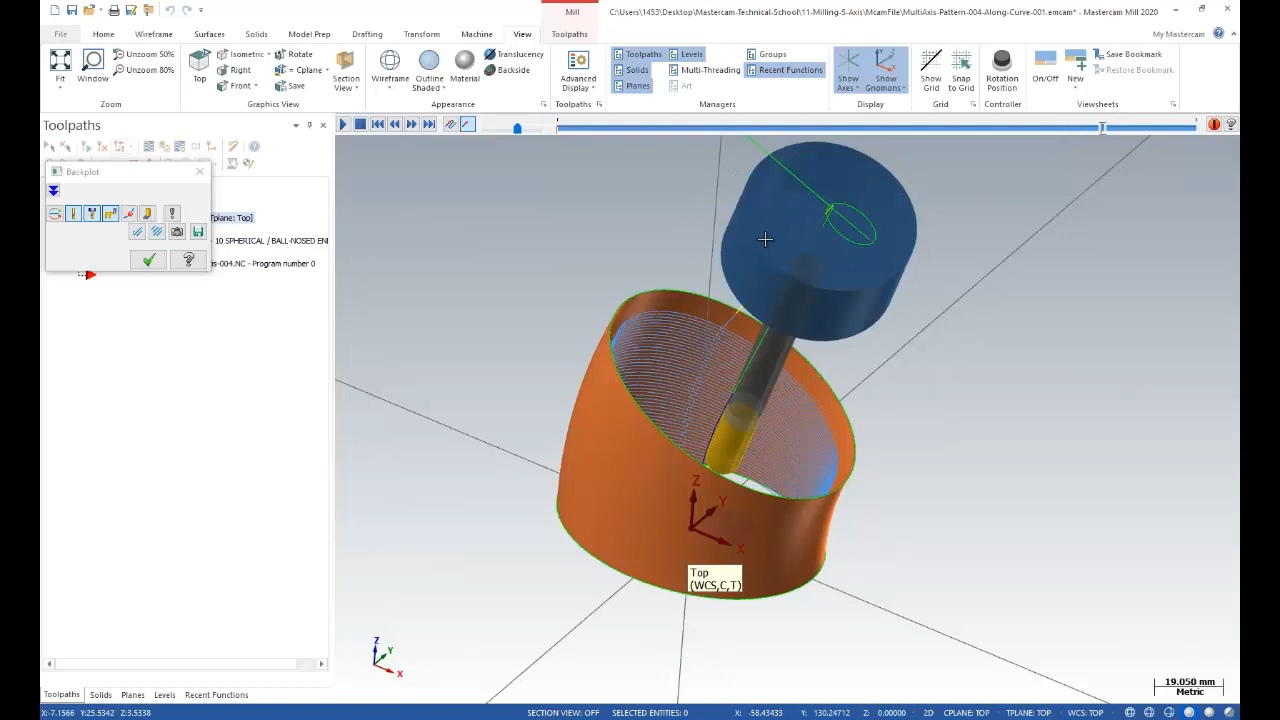 Mill
C:\Users\1453\Desktop\Mastercam-Technical-School\11-Milling-5-Axis\McamFile\MultiAxis-Pattern-004-Along-Curve-001.emcam* - Mastercam Mill 2020
File Home Wireframe Surfaces Solids Model Prep Drafting Transform Machine View Toolpaths My Mastercam
Fit
Window
Unzoom 50%
Unzoom 80%
Zoom
Top
Isometric
Right
Front
Rotate
= Cplane
Save
Section View
Graphics View
Wireframe
Outline Shaded
Material
Translucency
Backside
Appearance
Advanced Display
Toolpaths
Toolpaths
Solids
Planes
Levels
Multi-Threading
Art
Groups
Recent Functions
Managers
Show Axes
Show Gnomons
Display
Show Grid
Snap to Grid
Grid
Rotation Position
Controller
On/Off
New
Save Bookmark
Restore Bookmark
Viewsheets
Toolpaths
G1
Backplot
Tplane: Top]
- 10 SPHERICAL / BALL-NOSED EN
is-004.NC - Program number 0
Z
Y
X
Top
(WCS,C,T)
Z
Y
X
19.050 mm
Metric
Toolpaths Solids Planes Levels Recent Functions
X:-7.1566 Y:25.5342 Z:3.5338 SECTION VIEW: OFF SELECTED ENTITIES: 0 X: -58.43433 Y: 130.24712 Z: 0.00000 2D CPLANE: TOP TPLANE: TOP WCS: TOP